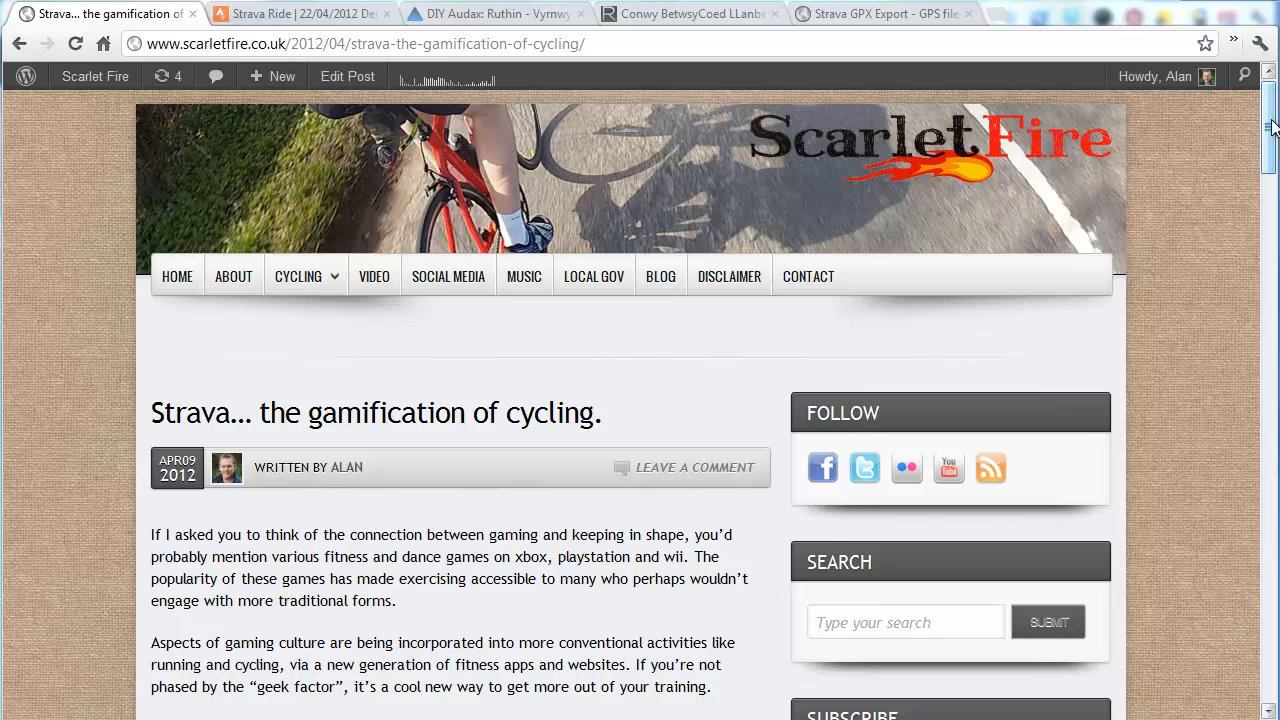 Strava... the gamification of
Strava Ride | 22/04/2012 De
DIY Audax: Ruthin - Vyrnwy
Conwy BetwsyCoed LLanbe
Strava GPX Export - GPS file
www.scarletfire.co.uk/2012/04/strava-the-gamification-of-cycling/
Scarlet Fire
4
New
Edit Post
Howdy, Alan
ScarletFire
HOME
ABOUT
CYCLING
VIDEO
SOCIAL MEDIA
MUSIC
LOCAL GOV
BLOG
DISCLAIMER
CONTACT
Strava... the gamification of cycling.
APR09
2012
WRITTEN BY ALAN
LEAVE A COMMENT
If I asked you to think of the connection between gaming and keeping in shape, you'd
probably mention various fitness and dance games on xbox, playstation and wii. The
popularity of these games has made exercising accessible to many who perhaps wouldn't
engage with more traditional forms.
Aspects of gaming culture are being incorporated into more conventional activities like
running and cycling, via a new generation of fitness apps and websites. If you're not
phased by the "geek factor", it's a cool new way to get more out of your training.
FOLLOW
You
Tube
SEARCH
Type your search
SUBMIT
SUBSCRIBE